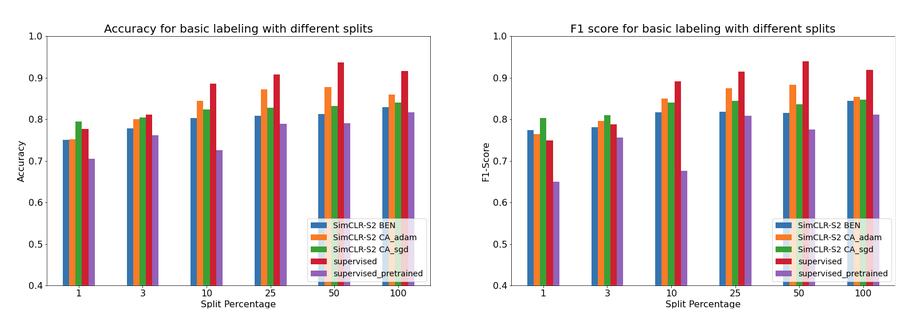 Accuracy for basic labeling with different splits
1.0
0.9
0.8
0.7
0.6
0.5
0.4
Accuracy
1 3 10 25 50 100
Split Percentage
SimCLR-S2 BEN
SimCLR-S2 CA_adam
SimCLR-S2 CA_sgd
supervised
supervised_pretrained
F1 score for basic labeling with different splits
1.0
0.9
0.8
0.7
0.6
0.5
0.4
F1-Score
1 3 10 25 50 100
Split Percentage
SimCLR-S2 BEN
SimCLR-S2 CA_adam
SimCLR-S2 CA_sgd
supervised
supervised_pretrained